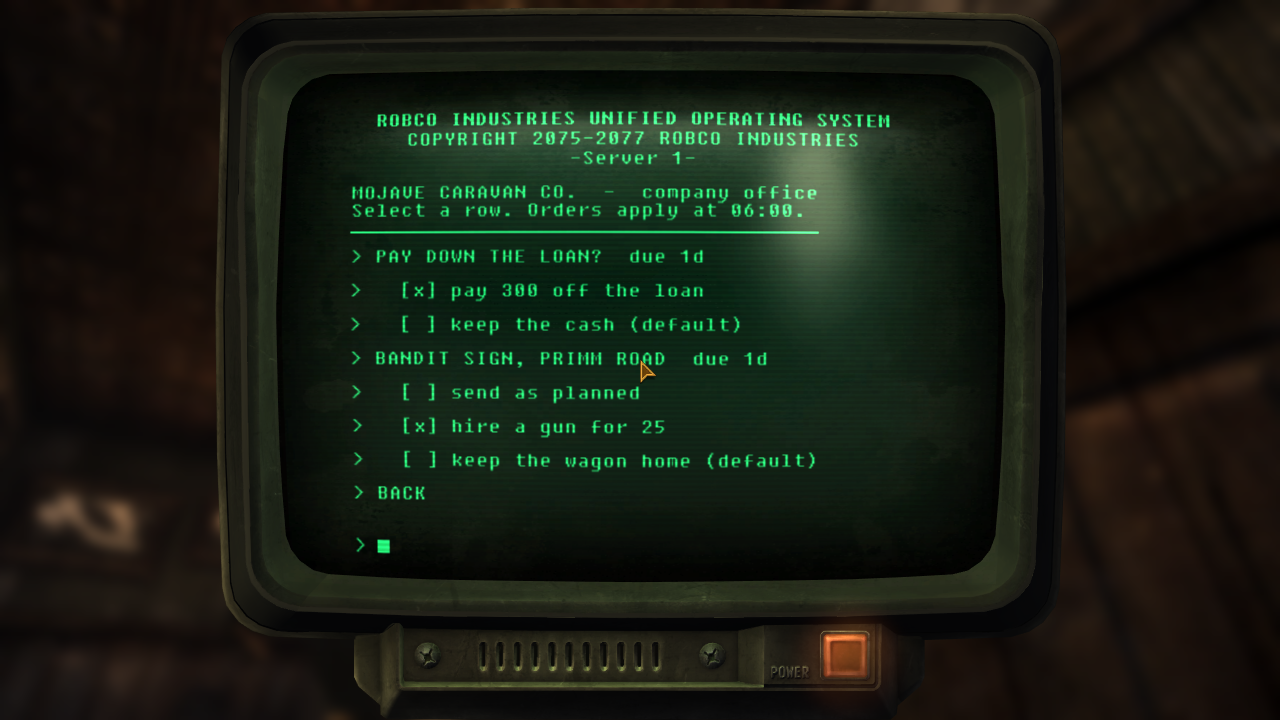 ROBCO INDUSTRIES UNIFIED OPERATING SYSTEM
COPYRIGHT 2075-2077 ROBCO INDUSTRIES
-Server 1-
MOJAVE CARAVAN CO.  -  company office
Select a row. Orders apply at 06:00.
> PAY DOWN THE LOAN?  due 1d
>   [x] pay 300 off the loan
>   [ ] keep the cash (default)
> BANDIT SIGN, PRIMM ROAD  due 1d
>   [ ] send as planned
>   [x] hire a gun for 25
>   [ ] keep the wagon home (default)
> BACK
>
POWER